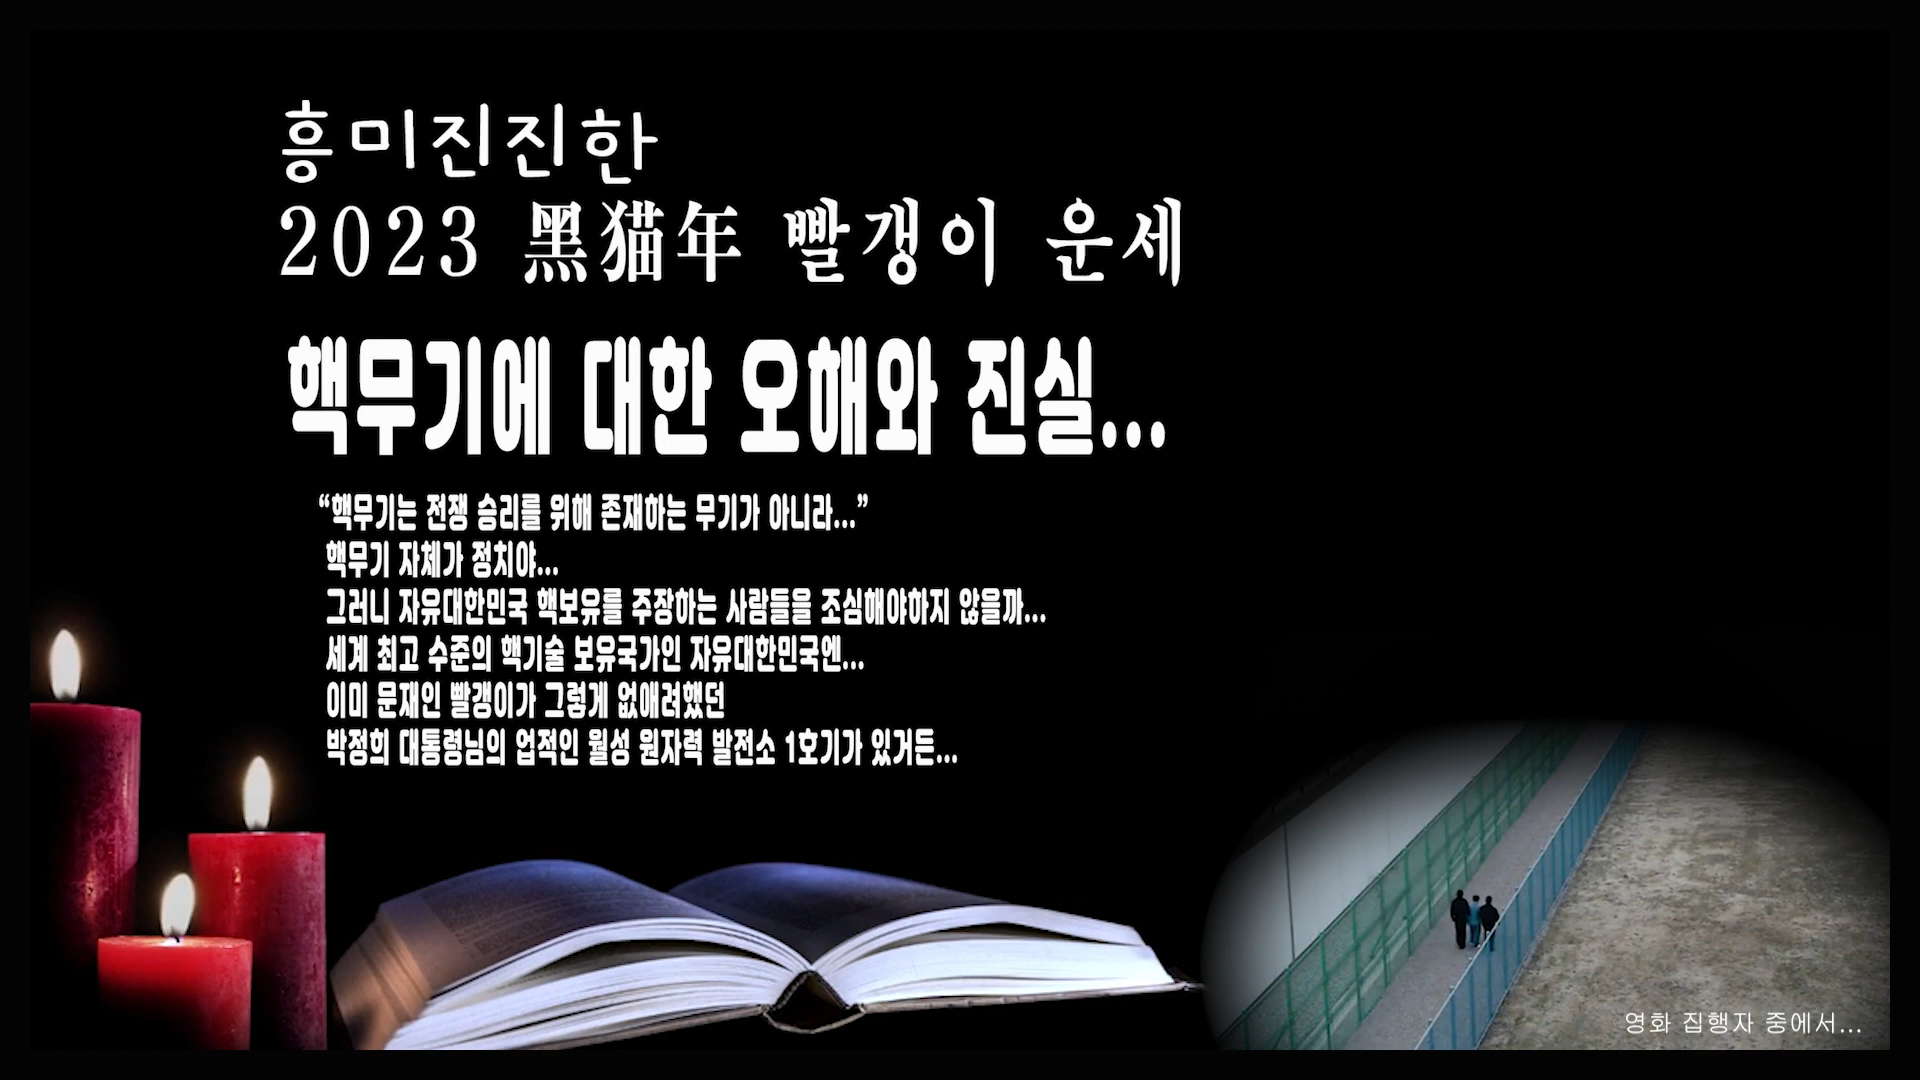 흥미진진한
2023 黑猫年 빨갱이 운세
핵무기에 대한 오해와 진실...
“핵무기는 전쟁 승리를 위해 존재하는 무기가 아니라...”
핵무기 자체가 정치야...
그러니 자유대한민국 핵보유를 주장하는 사람들을 조심해야하지 않을까...
세계 최고 수준의 핵기술 보유국가인 자유대한민국엔...
이미 문재인 빨갱이가 그렇게 없애려했던
박정희 대통령님의 업적인 월성 원자력 발전소 1호기가 있거든...
영화 집행자 중에서...